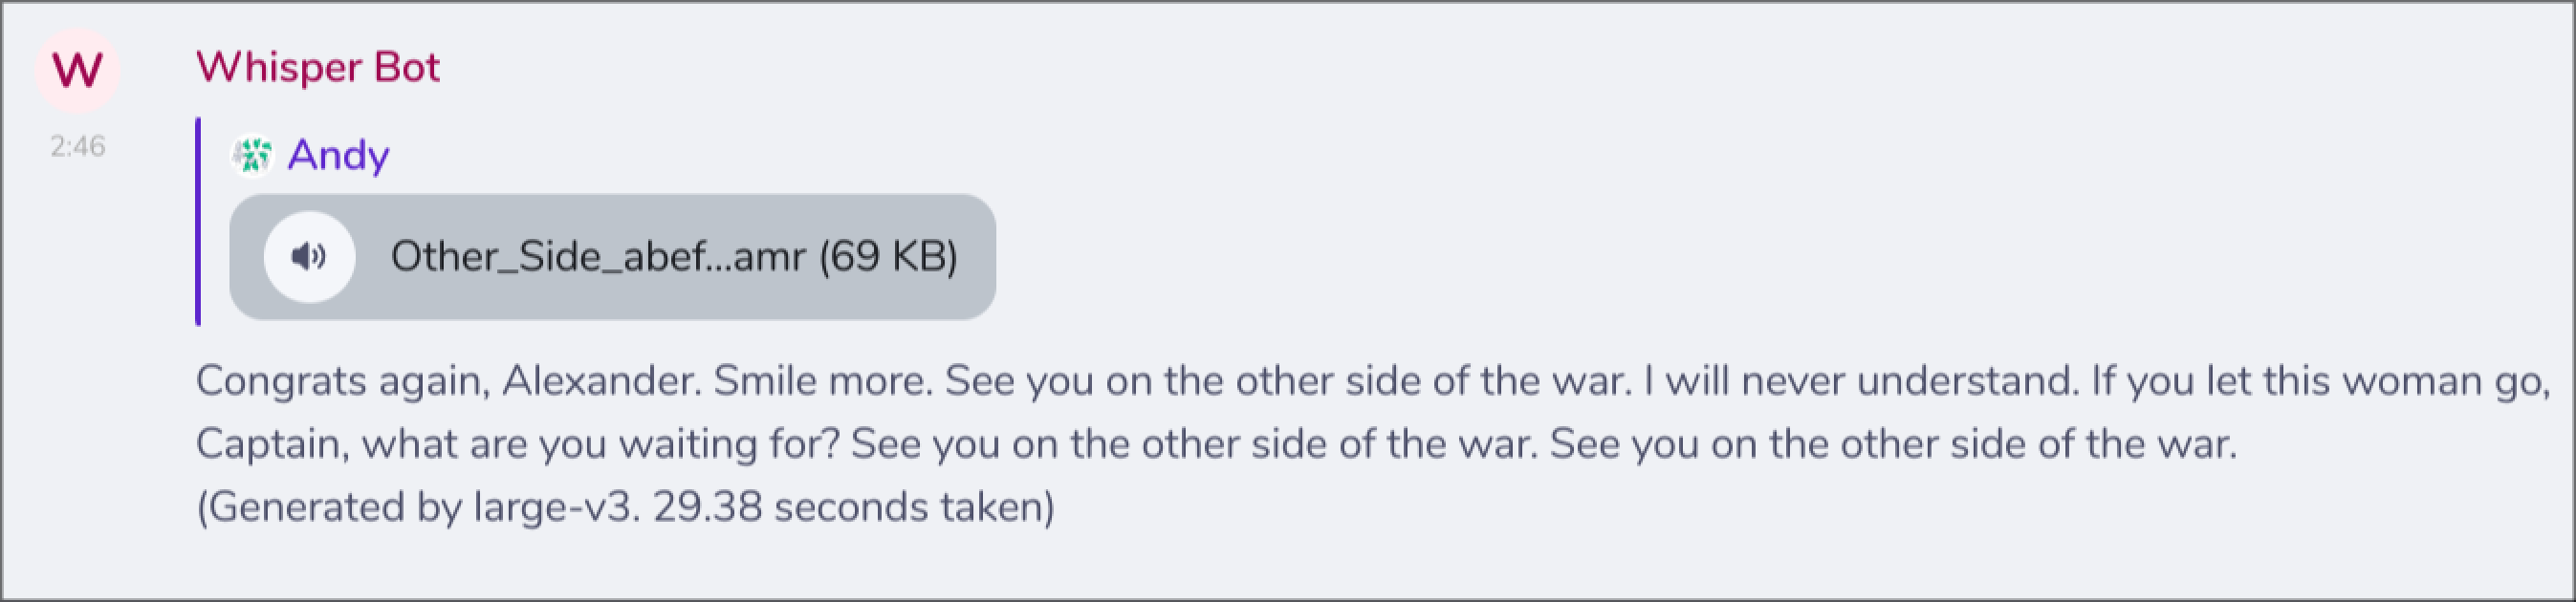 W
Whisper Bot
2:46
Andy
Other_Side_abef...amr (69 KB)
Congrats again, Alexander. Smile more. See you on the other side of the war. I will never understand. If you let this woman go,
Captain, what are you waiting for? See you on the other side of the war. See you on the other side of the war.
(Generated by large-v3. 29.38 seconds taken)